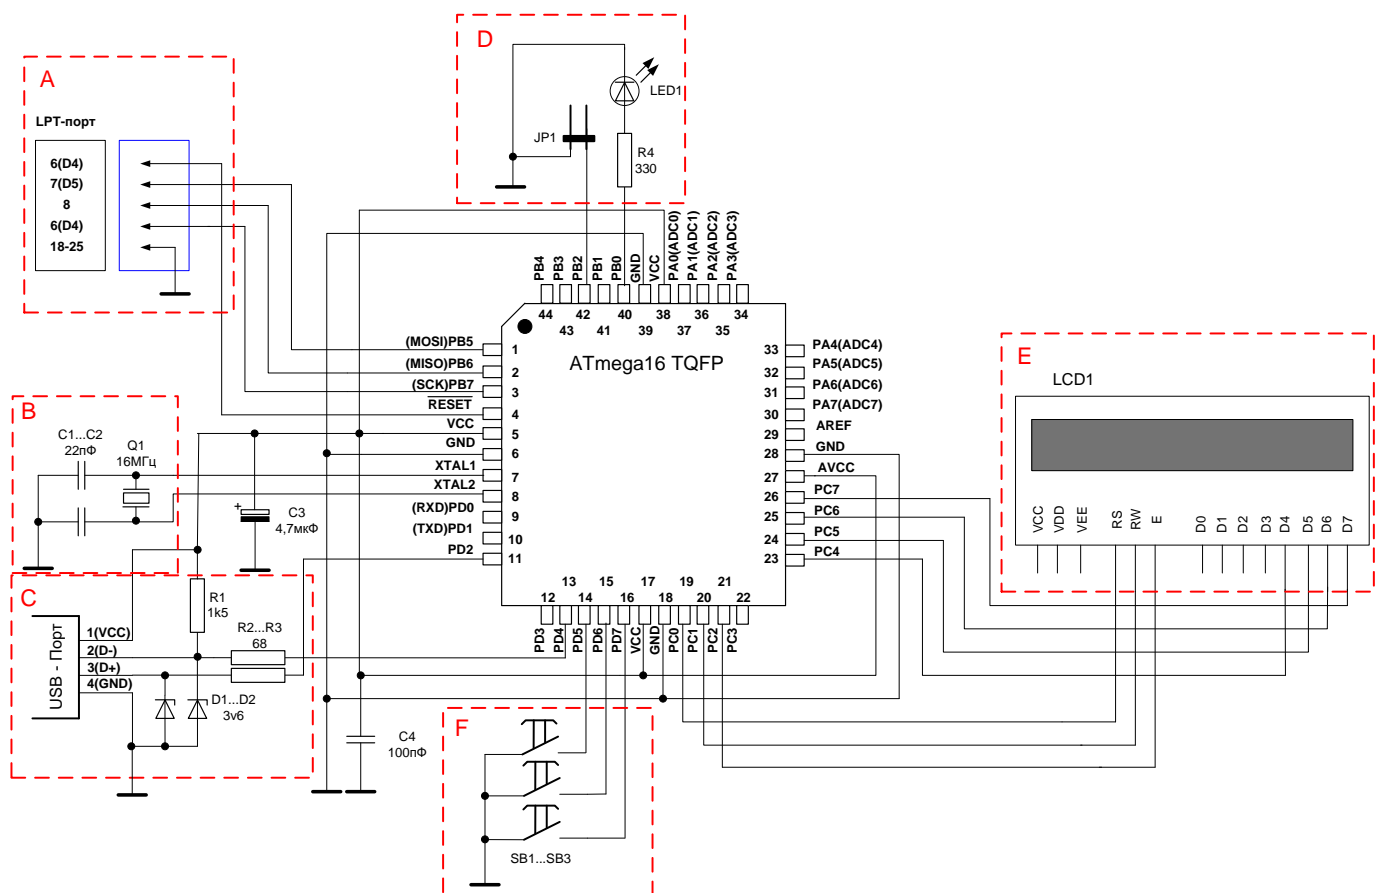 A
LPT-порт
6(D4)
7(D5)
8
6(D4)
18-25
D
LED1
JP1
R4
330
PB4
PB3
PB2
PB1
PB0
GND
VCC
PA0(ADC0)
PA1(ADC1)
PA2(ADC2)
PA3(ADC3)
44 42 40 38 36 34
43 41 39 37 35
ATmega16 TQFP
(MOSI)PB5 1
(MISO)PB6 2
(SCK)PB7 3
RESET 4
VCC 5
GND 6
XTAL1 7
XTAL2 8
(RXD)PD0 9
(TXD)PD1 10
PD2 11
33 PA4(ADC4)
32 PA5(ADC5)
31 PA6(ADC6)
30 PA7(ADC7)
29 AREF
28 GND
27 AVCC
26 PC7
25 PC6
24 PC5
23 PC4
13 15 17 19 21
12 14 16 18 20 22
PD3
PD4
PD5
PD6
PD7
VCC
GND
PC0
PC1
PC2
PC3
B
C1...C2
22пФ
Q1
16МГц
+
C3
4,7мкФ
C
USB - Порт
1(VCC)
2(D-)
3(D+)
4(GND)
R1
1k5
R2...R3
68
D1...D2
3v6
C4
100пФ
E
LCD1
VCC
VDD
VEE
RS
RW
E
D0
D1
D2
D3
D4
D5
D6
D7
F
SB1...SB3